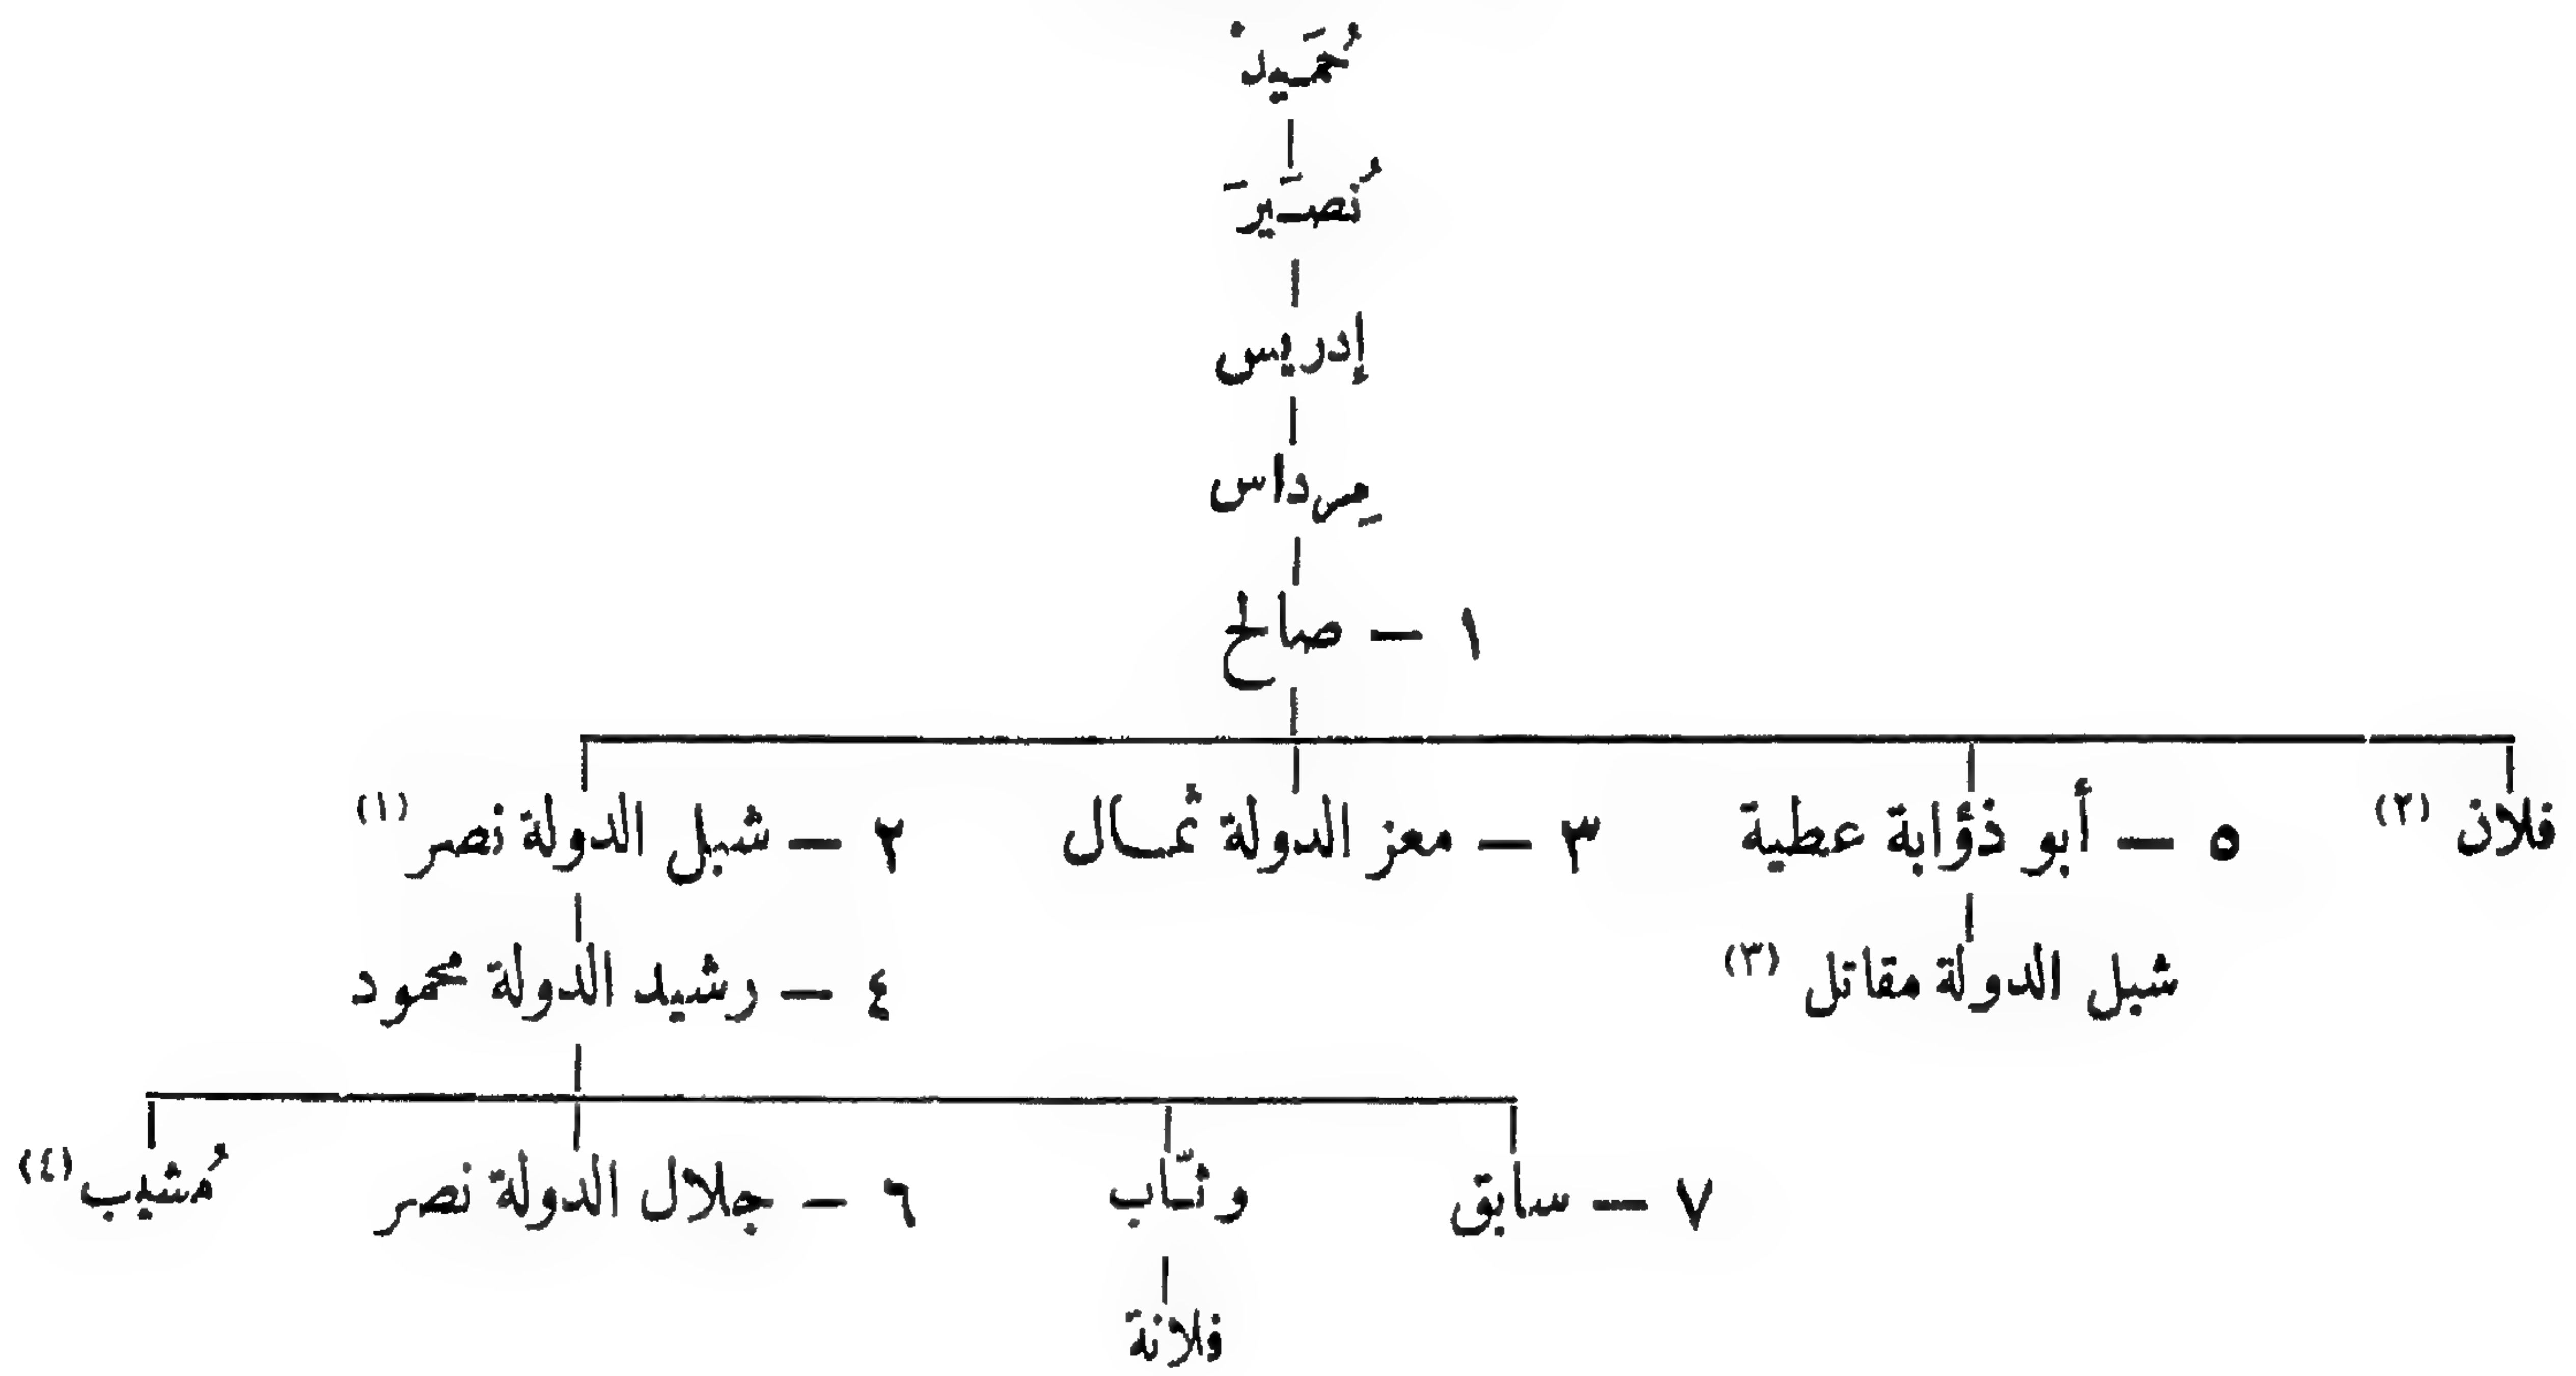 حُمَيدْ
نُصَيرَ
إدريس
مِرداس
١ – صالح
فلان (٢) ٥ – أبو ذؤابة عطية ٣ – معز الدولة ثمال ٢ – شبل الدولة نصر (١)
شبل الدولة مقاتل (٣) ٤ – رشيد الدولة محمود
٧ – سابق وثّاب ٦ – جلال الدولة نصر مُشيب (٤)
فلانة